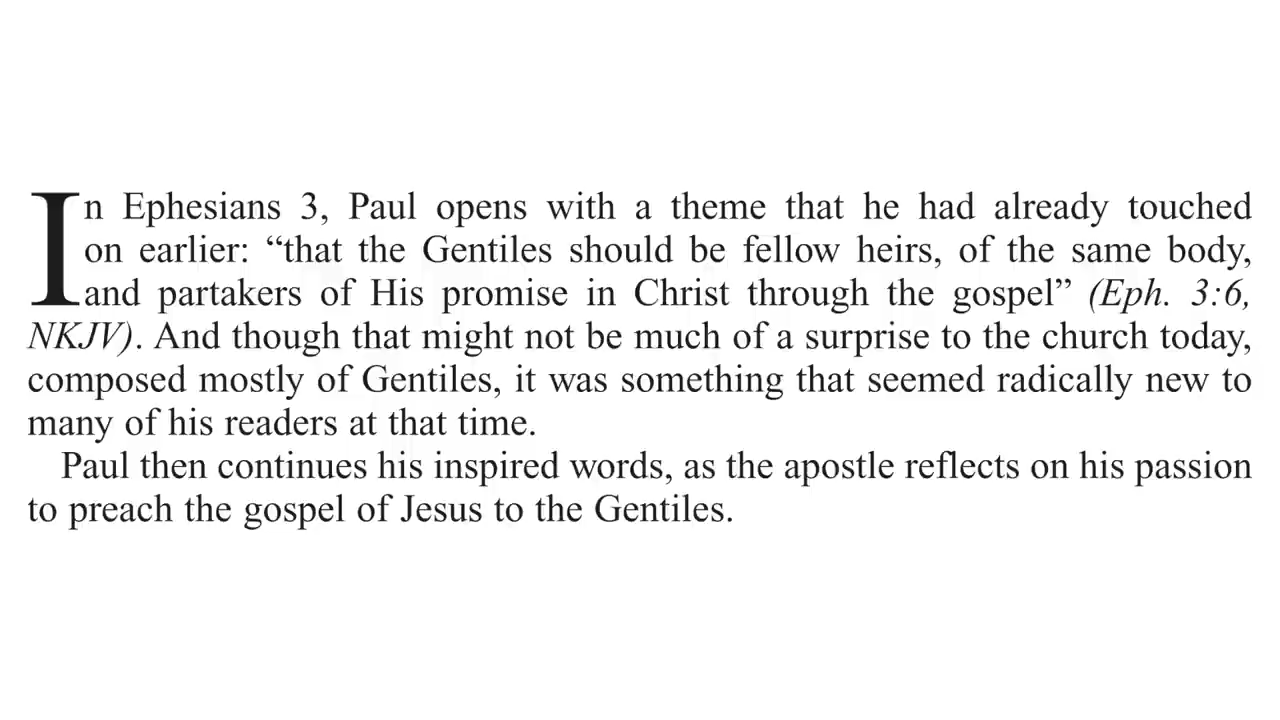 In Ephesians 3, Paul opens with a theme that he had already touched
on earlier: “that the Gentiles should be fellow heirs, of the same body,
and partakers of His promise in Christ through the gospel” (Eph. 3:6,
NKJV). And though that might not be much of a surprise to the church today,
composed mostly of Gentiles, it was something that seemed radically new to
many of his readers at that time.
Paul then continues his inspired words, as the apostle reflects on his passion
to preach the gospel of Jesus to the Gentiles.